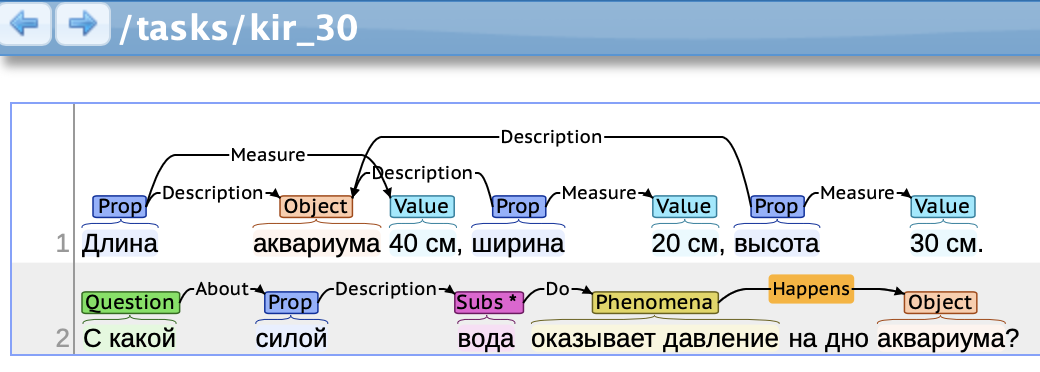 /tasks/kir_30
Description
Measure
Description Description Measure Measure
Prop Object Value Prop Value Prop Value
1 Длина аквариума 40 см, ширина 20 см, высота 30 см.
About Description Do Happens
Question Prop Subs * Phenomena Object
2 С какой силой вода оказывает давление на дно аквариума?